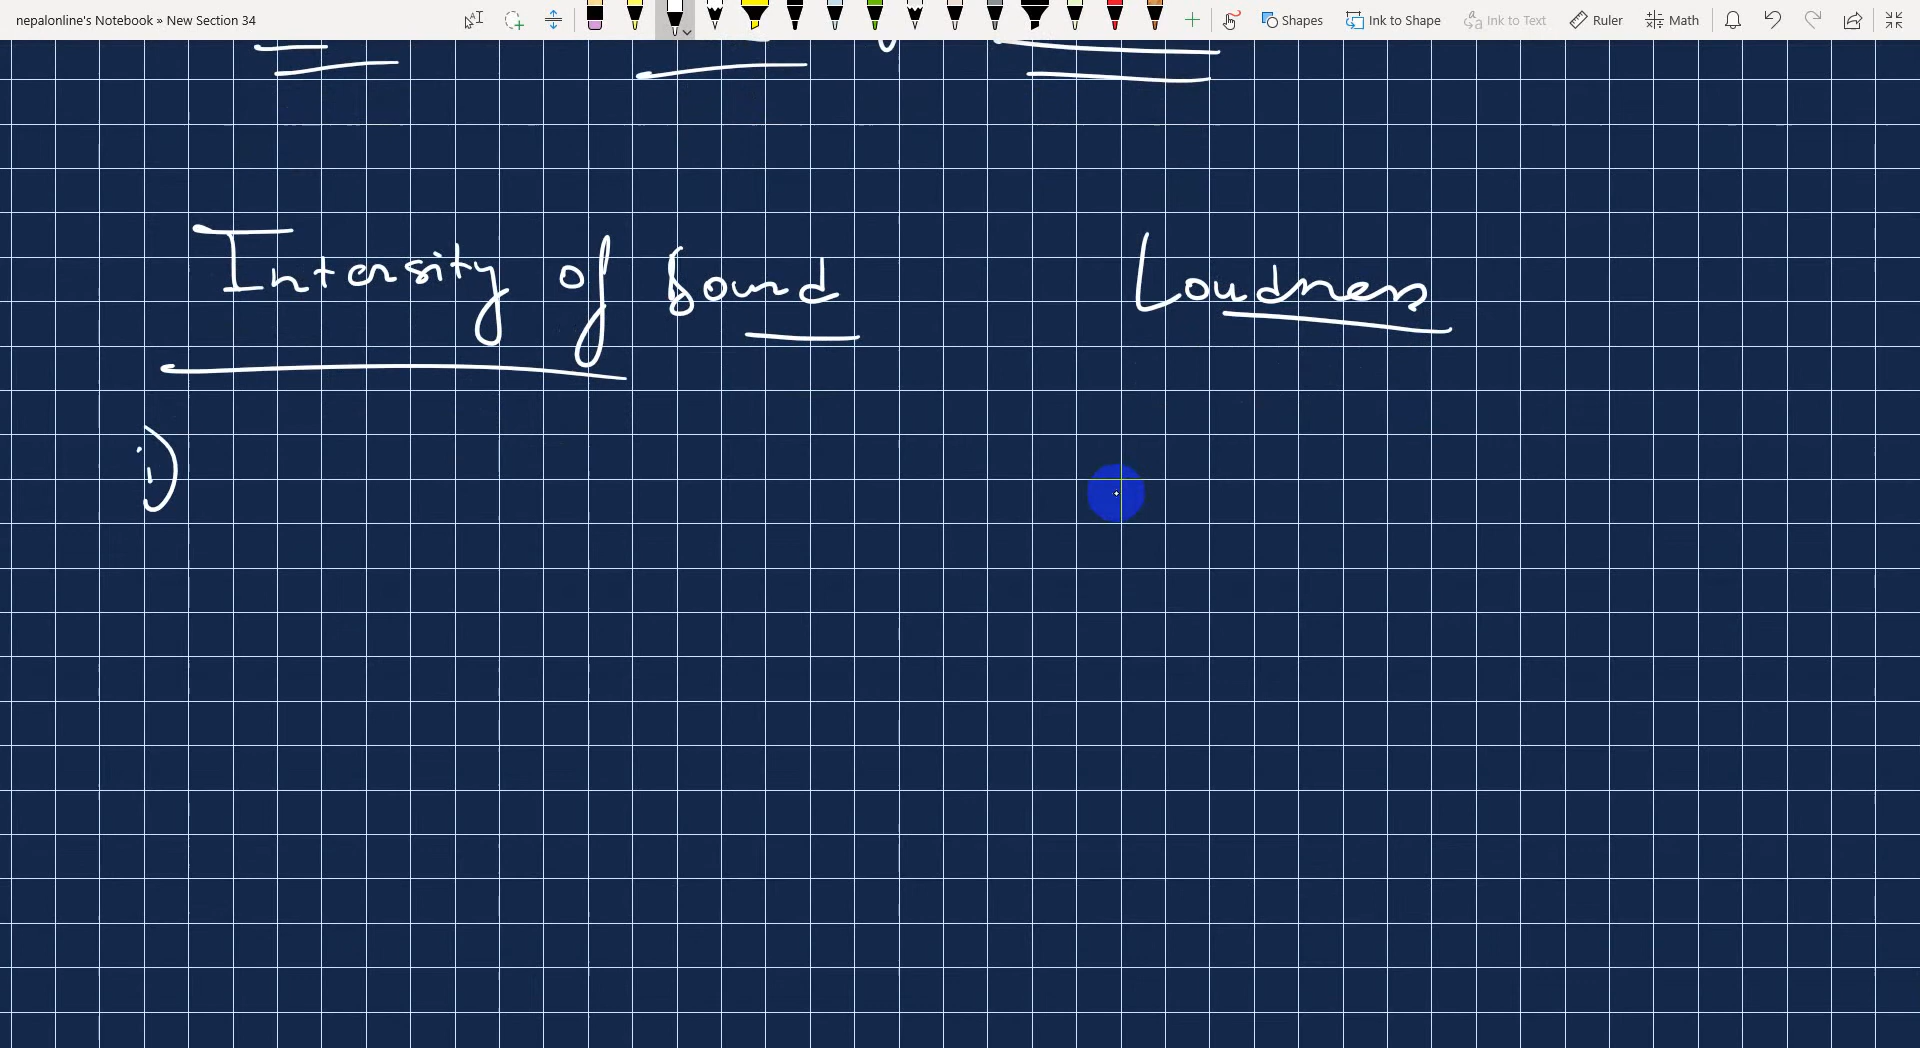 nepalonline's Notebook » New Section 34
Shapes Ink to Shape Ink to Text Ruler Math
Intensity of Sound Loudness
i)